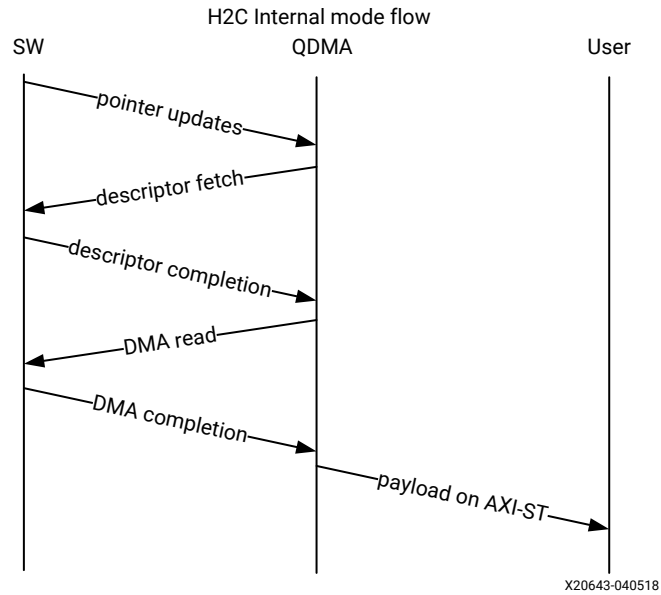 H2C Internal mode flow
SW
QDMA
User
pointer updates
descriptor fetch
descriptor completion
DMA read
DMA completion
payload on AXI-ST
X20643-040518